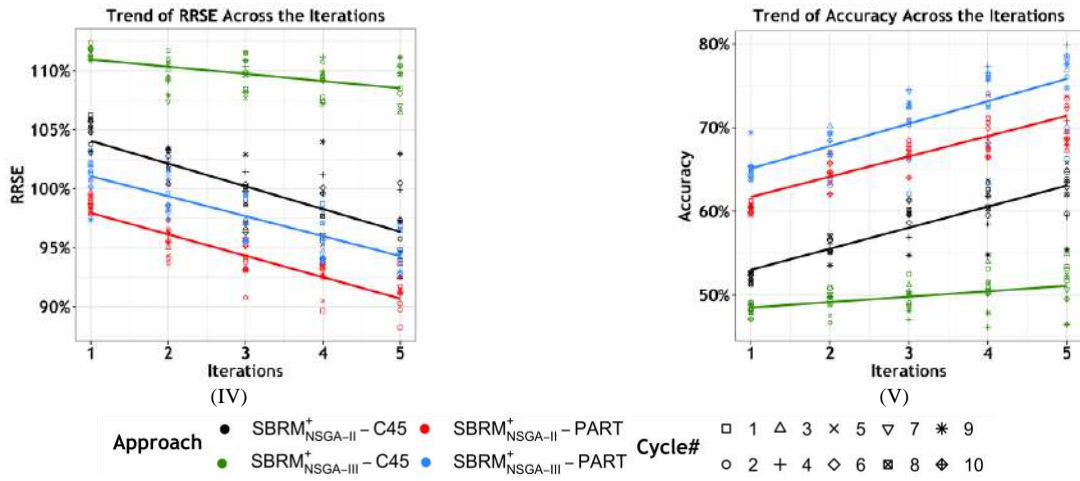 Trend of RRSE Across the Iterations
110%
105%
100%
95%
90%
RRSE
1 2 3 4 5
Iterations
(IV)
Trend of Accuracy Across the Iterations
80%
70%
60%
50%
Accuracy
1 2 3 4 5
Iterations
(V)
Approach
SBRM+NSGA-II – C45
SBRM+NSGA-II – PART
SBRM+NSGA-III – C45
SBRM+NSGA-III – PART
Cycle#
1 3 5 7 9
2 4 6 8 10